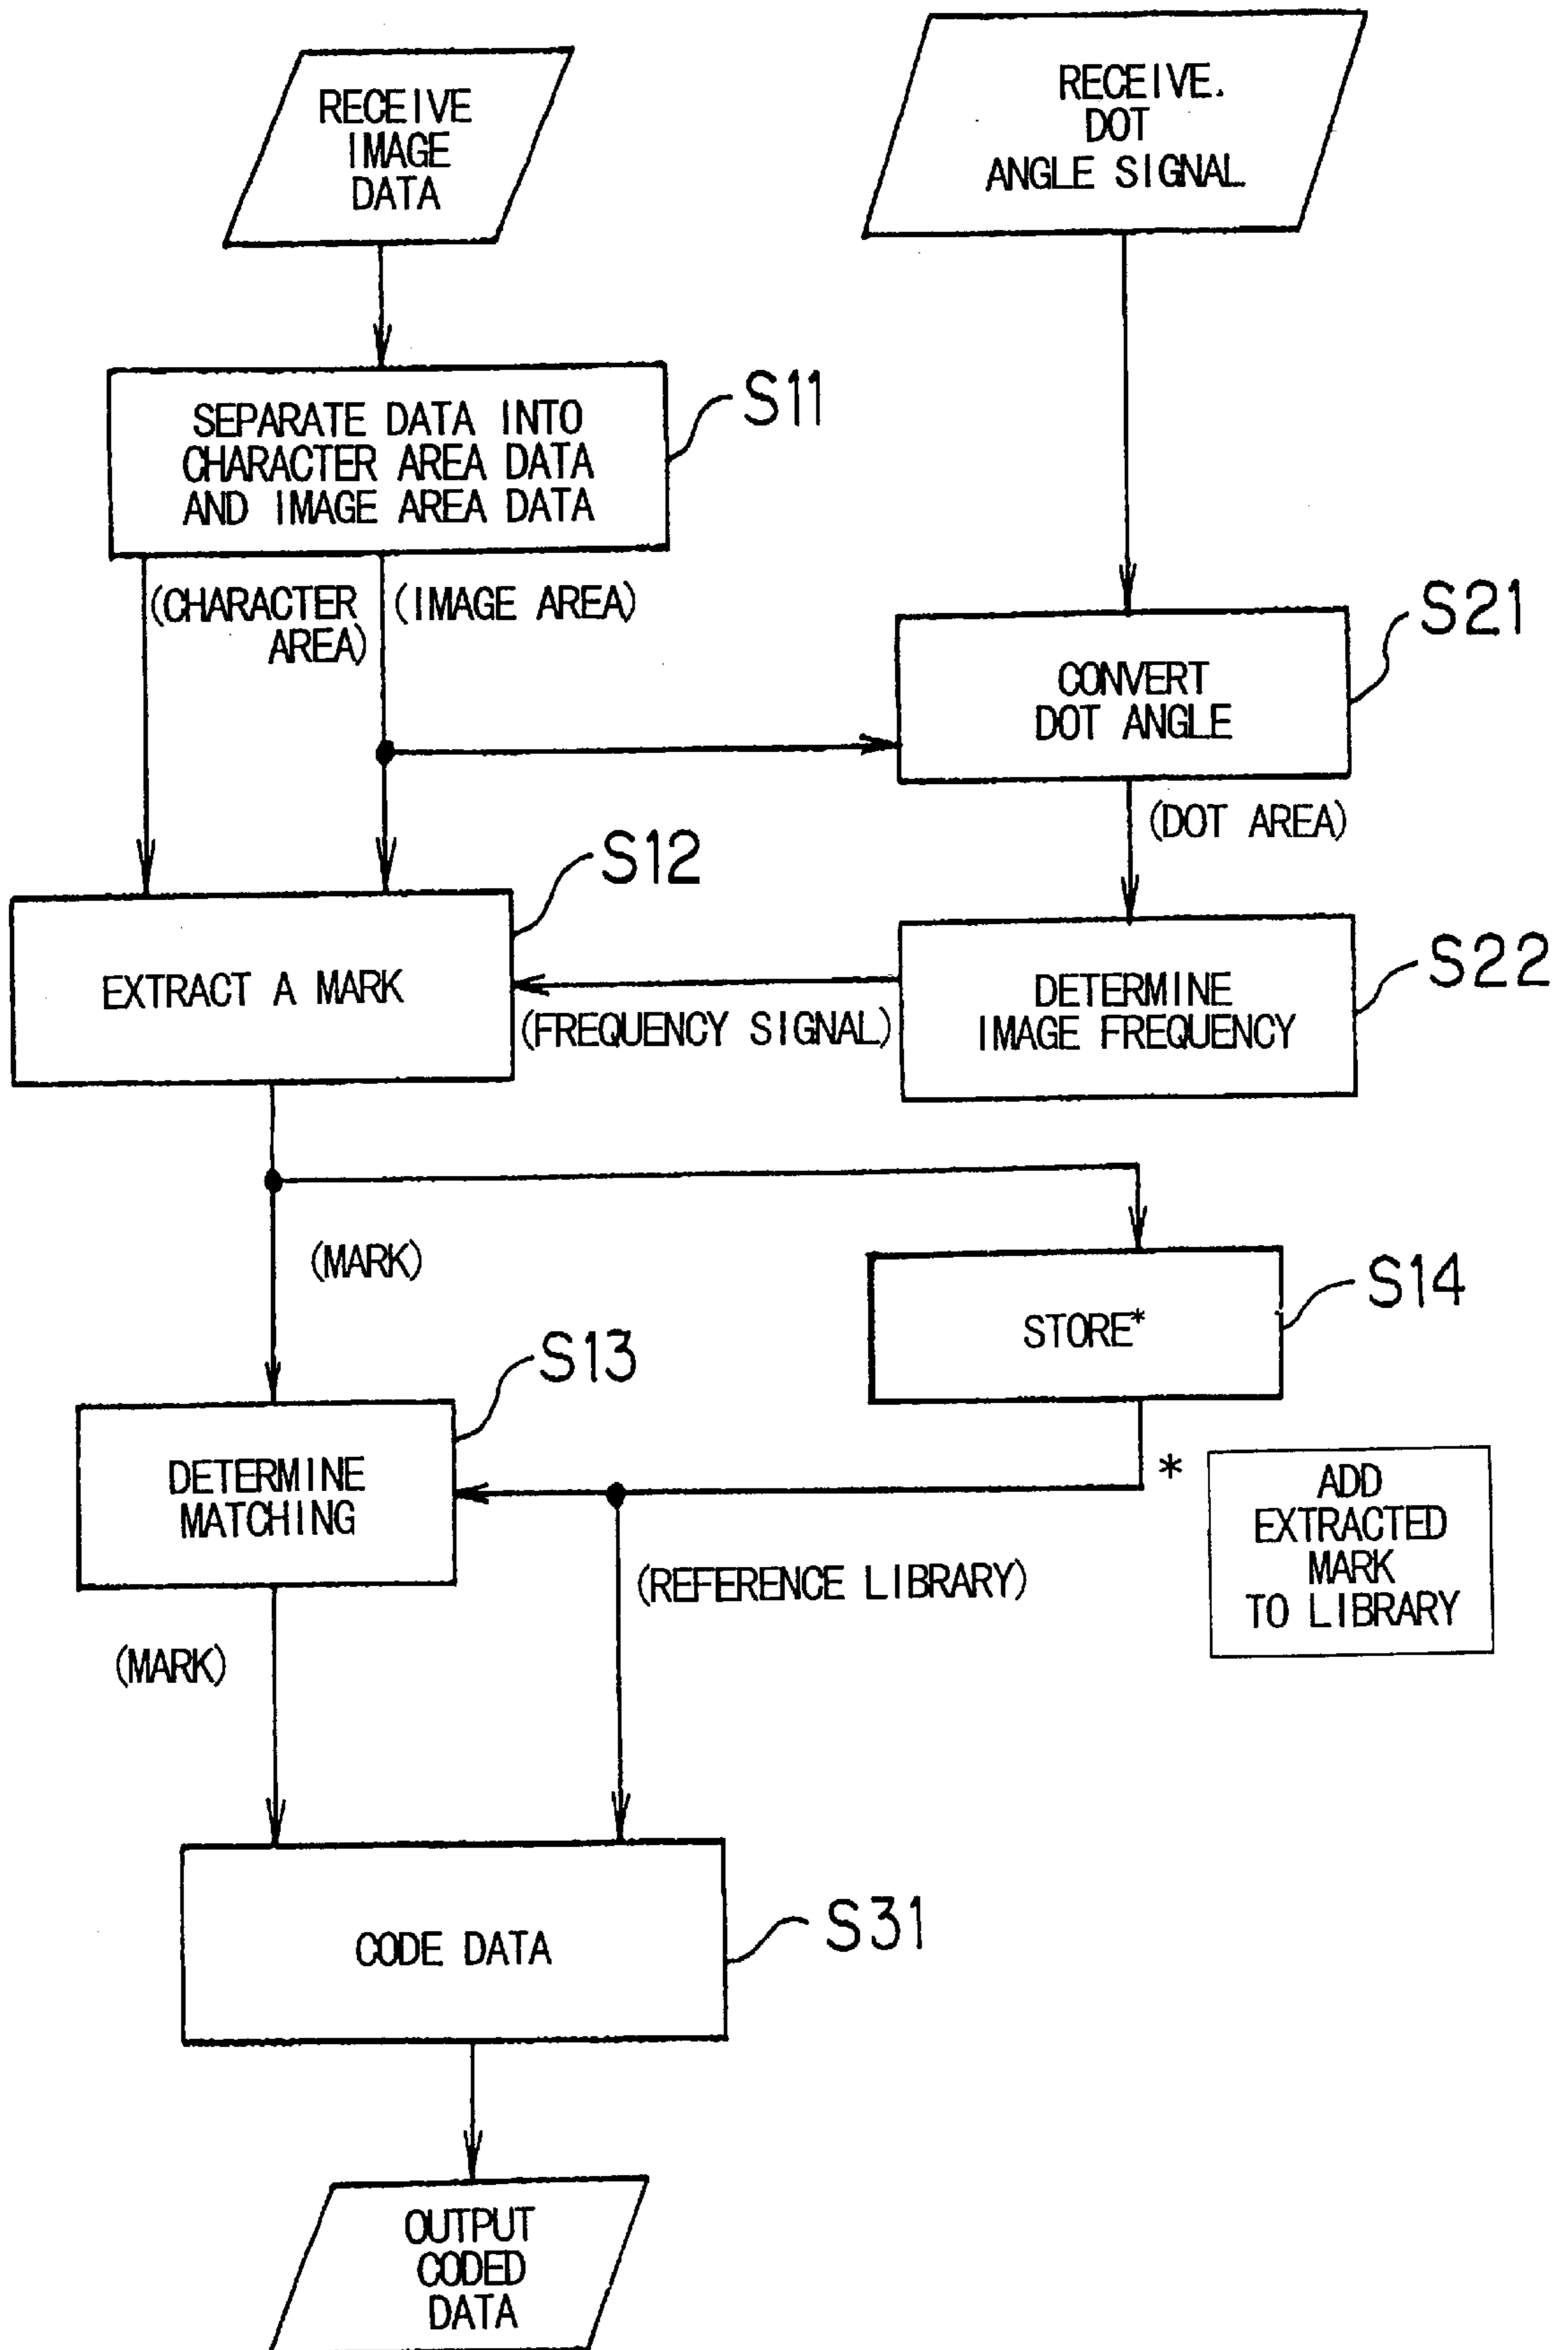 RECEIVE
IMAGE
DATA
RECEIVE.
DOT
ANGLE SIGNAL
S11
SEPARATE DATA INTO
CHARACTER AREA DATA
AND IMAGE AREA DATA
(CHARACTER
AREA)
(IMAGE AREA)
S21
CONVERT
DOT ANGLE
(DOT AREA)
S12
EXTRACT A MARK
S22
DETERMINE
IMAGE FREQUENCY
(FREQUENCY SIGNAL)
(MARK)
S14
STORE*
S13
DETERMINE
MATCHING
*
ADD
EXTRACTED
MARK
TO LIBRARY
(REFERENCE LIBRARY)
(MARK)
S31
CODE DATA
OUTPUT
CODED
DATA